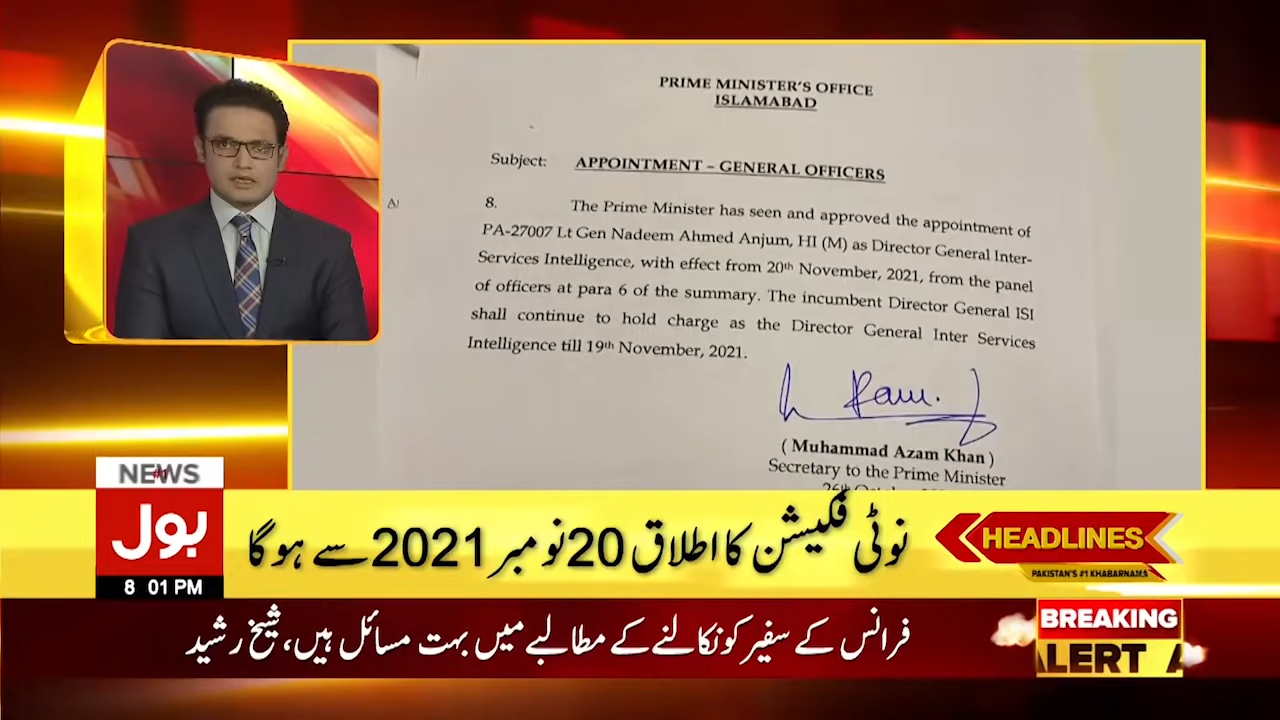 PRIME MINISTER'S OFFICE
ISLAMABAD
Subject: APPOINTMENT – GENERAL OFFICERS
8. The Prime Minister has seen and approved the appointment of
PA-27007 Lt Gen Nadeem Ahmed Anjum, HI (M) as Director General Inter-
Services Intelligence, with effect from 20th November, 2021, from the panel
of officers at para 6 of the summary. The incumbent Director General ISI
shall continue to hold charge as the Director General Inter Services
Intelligence till 19th November, 2021.
( Muhammad Azam Khan )
Secretary to the Prime Minister
NEWS
#1
بول
8 01 PM
نوٹی فکیشن کا اطلاق 20 نومبر 2021 سے ہوگا
HEADLINES
PAKISTAN'S #1 KHABARNAMA
فرانس کے سفیر کو نکالنے کے مطالبے میں بہت مسائل ہیں، شیخ رشید
BREAKING
ALERT A